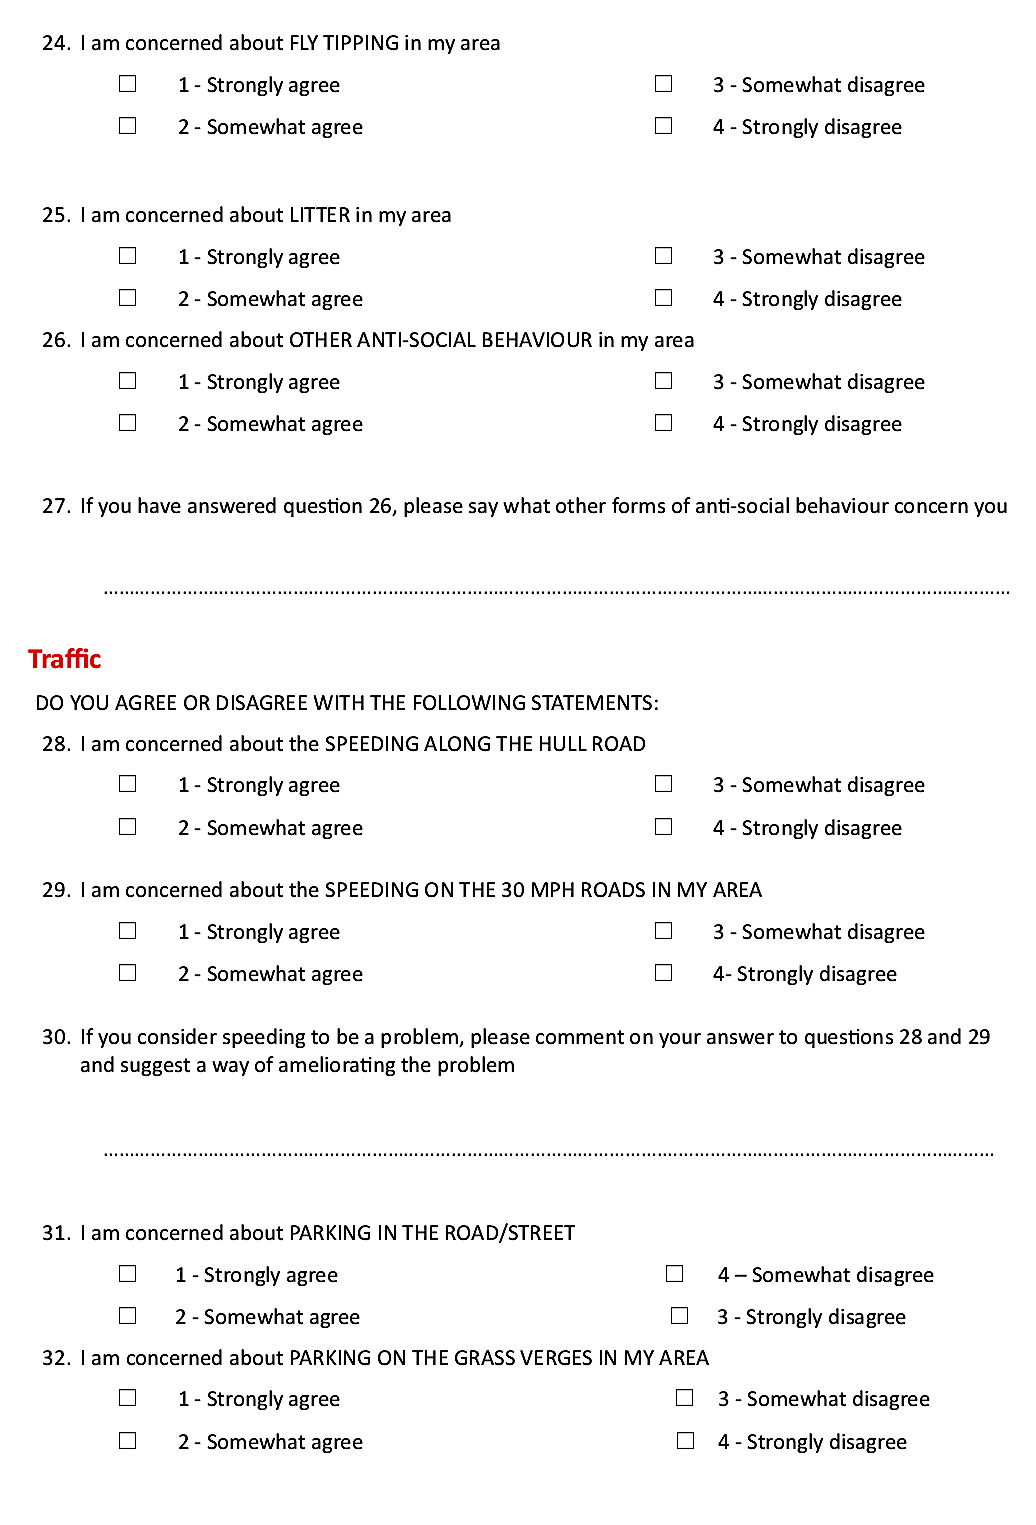 24. I am concerned about FLY TIPPING in my area
☐ 1 - Strongly agree ☐ 3 - Somewhat disagree
☐ 2 - Somewhat agree ☐ 4 - Strongly disagree
25. I am concerned about LITTER in my area
☐ 1 - Strongly agree ☐ 3 - Somewhat disagree
☐ 2 - Somewhat agree ☐ 4 - Strongly disagree
26. I am concerned about OTHER ANTI-SOCIAL BEHAVIOUR in my area
☐ 1 - Strongly agree ☐ 3 - Somewhat disagree
☐ 2 - Somewhat agree ☐ 4 - Strongly disagree
27. If you have answered question 26, please say what other forms of anti-social behaviour concern you
................................................................................
Traffic
DO YOU AGREE OR DISAGREE WITH THE FOLLOWING STATEMENTS:
28. I am concerned about the SPEEDING ALONG THE HULL ROAD
☐ 1 - Strongly agree ☐ 3 - Somewhat disagree
☐ 2 - Somewhat agree ☐ 4 - Strongly disagree
29. I am concerned about the SPEEDING ON THE 30 MPH ROADS IN MY AREA
☐ 1 - Strongly agree ☐ 3 - Somewhat disagree
☐ 2 - Somewhat agree ☐ 4- Strongly disagree
30. If you consider speeding to be a problem, please comment on your answer to questions 28 and 29
and suggest a way of ameliorating the problem
................................................................................
31. I am concerned about PARKING IN THE ROAD/STREET
☐ 1 - Strongly agree ☐ 4 – Somewhat disagree
☐ 2 - Somewhat agree ☐ 3 - Strongly disagree
32. I am concerned about PARKING ON THE GRASS VERGES IN MY AREA
☐ 1 - Strongly agree ☐ 3 - Somewhat disagree
☐ 2 - Somewhat agree ☐ 4 - Strongly disagree